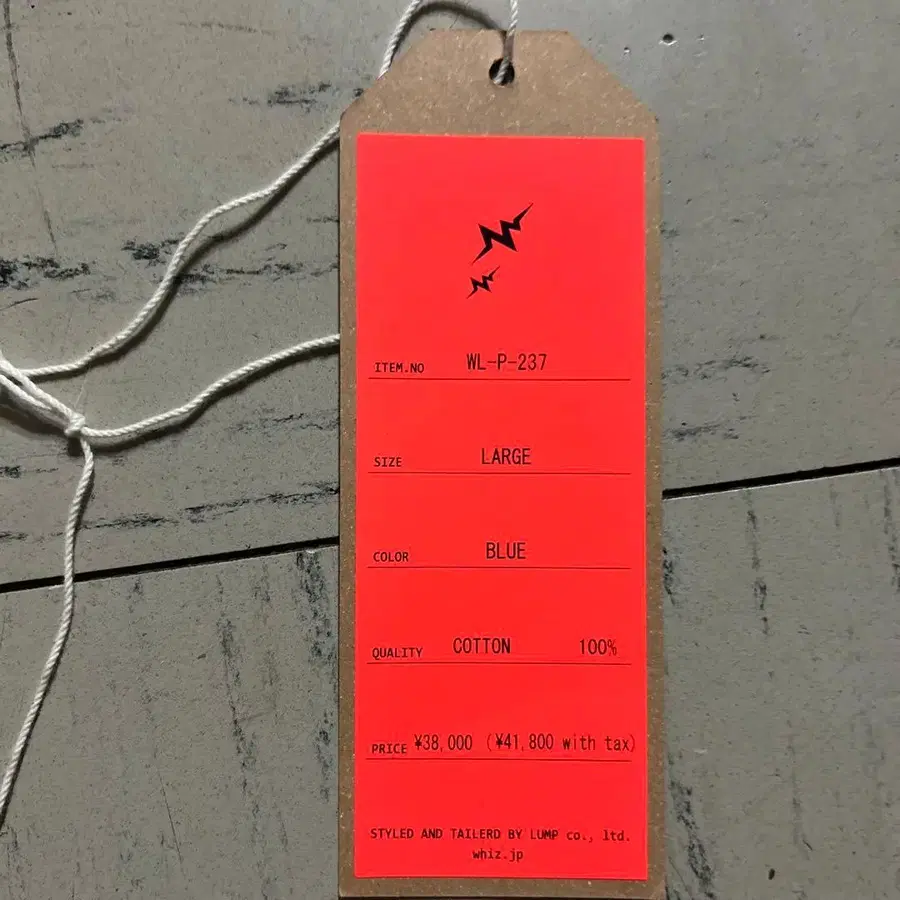 ITEM.NO WL-P-237
SIZE LARGE
COLOR BLUE
QUALITY COTTON 100%
PRICE ¥38,000 (¥41,800 with tax)
STYLED AND TAILERD BY LUMP co., ltd.
whiz.jp